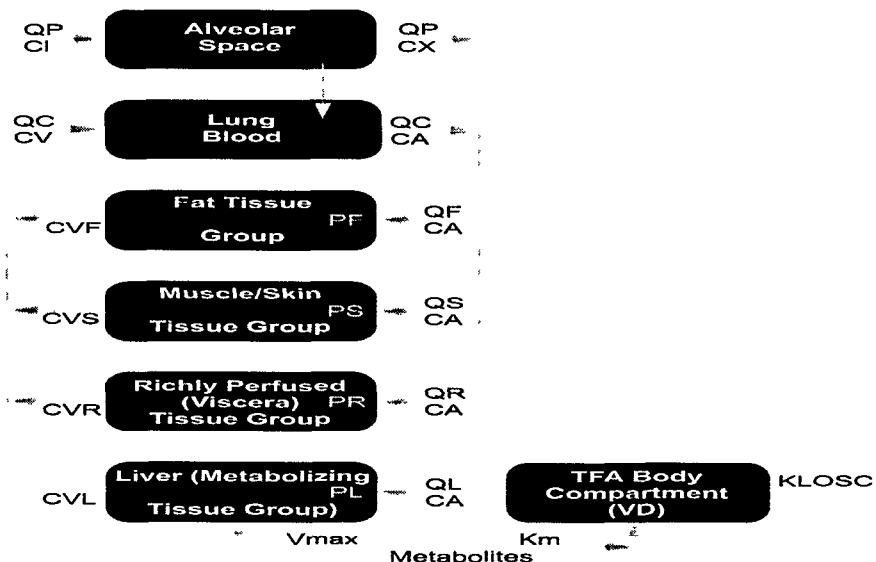 QP
CI
Alveolar
Space
QP
CX
QC
CV
Lung
Blood
QC
CA
CVF
Fat Tissue
Group
PF
QF
CA
CVS
Muscle/Skin
Tissue Group
PS
QS
CA
CVR
Richly Perfused
(Viscera)
Tissue Group
PR
QR
CA
CVL
Liver (Metabolizing
Tissue Group)
PL
QL
CA
TFA Body
Compartment
(VD)
KLOSC
Vmax
Km
Metabolites